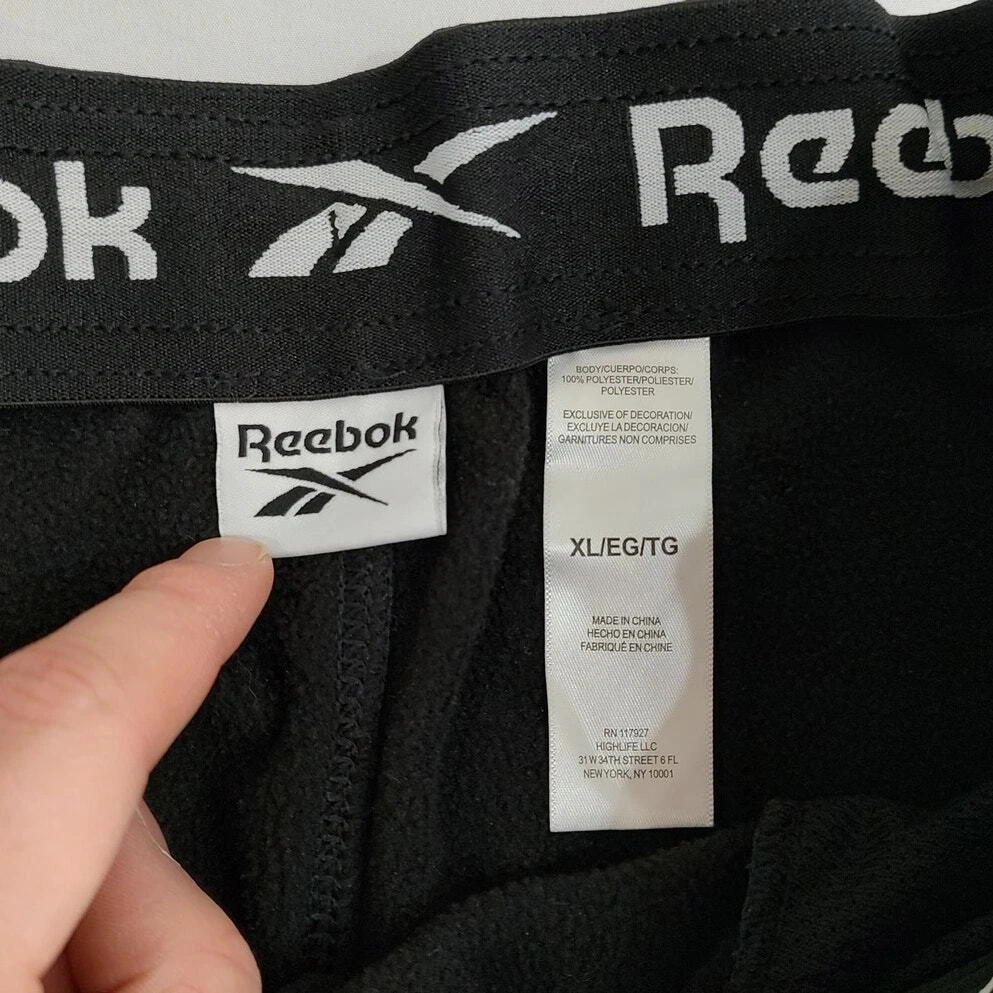 ok Reeb
Reebok
BODY/CUERPO/CORPS:
100% POLYESTER/POLIESTER/
POLYESTER
EXCLUSIVE OF DECORATION/
EXCLUYE LA DECORACION/
GARNITURES NON COMPRISES
XL/EG/TG
MADE IN CHINA
HECHO EN CHINA
FABRIQUÉ EN CHINE
RN 117927
HIGHLIFE LLC
31 W 34TH STREET 6 FL
NEW YORK, NY 10001